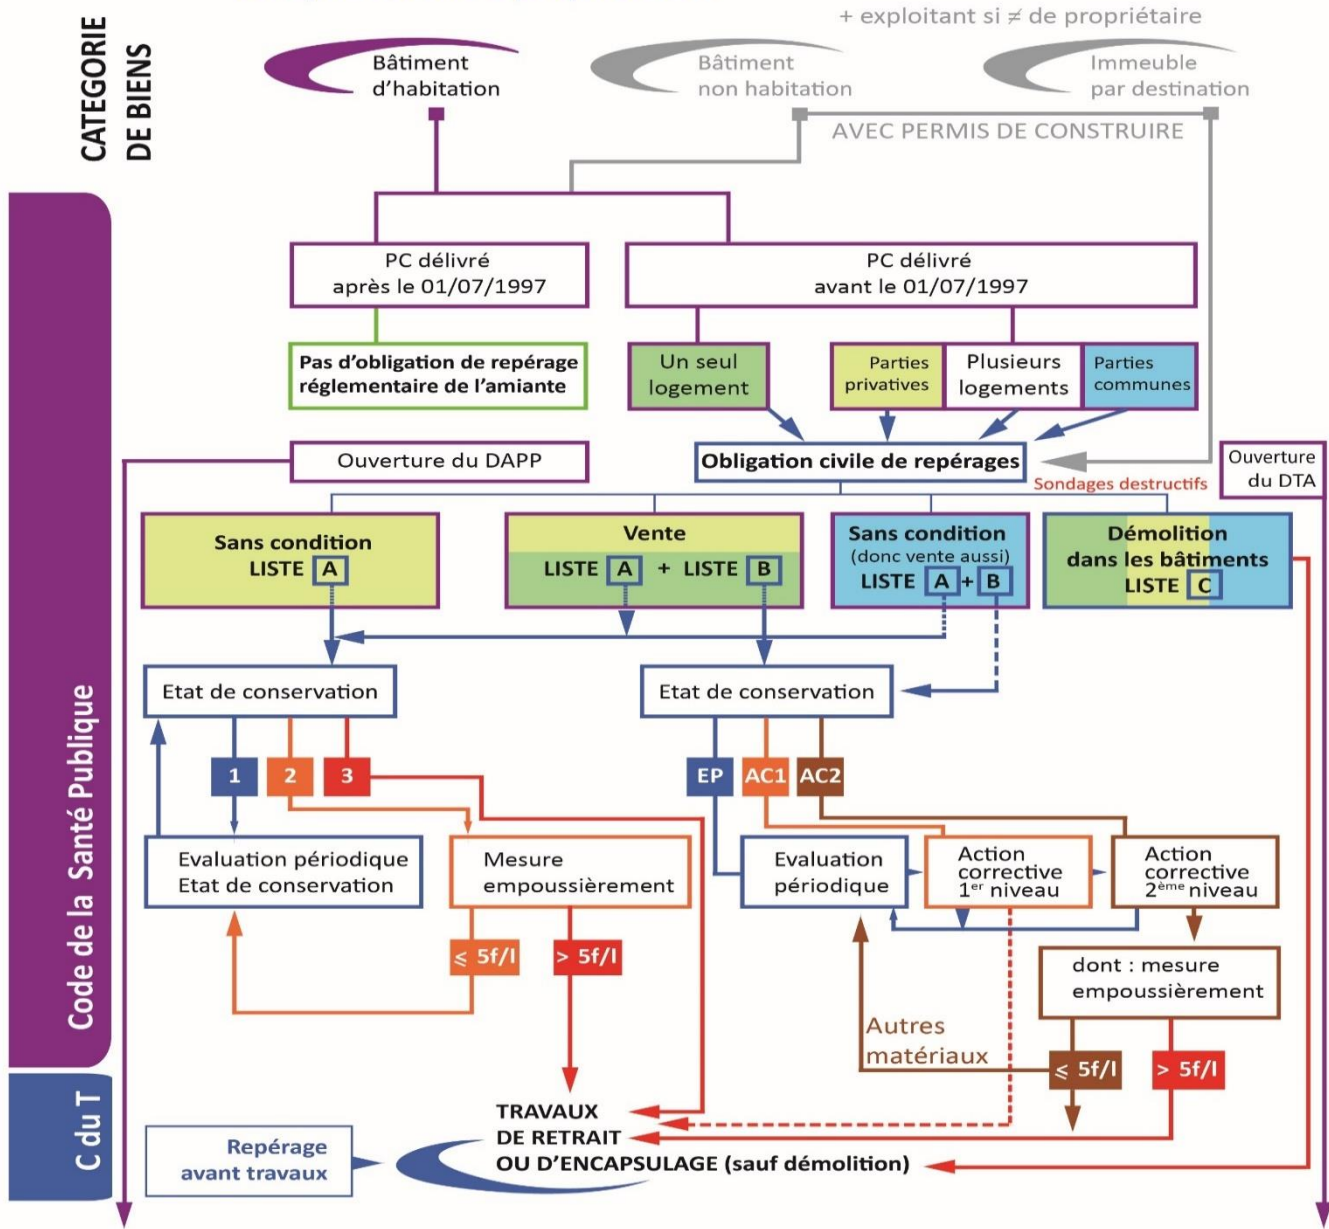 CATEGORIE
DE BIENS
+ exploitant si ≠ de propriétaire
Bâtiment
d'habitation
Bâtiment
non habitation
Immeuble
par destination
AVEC PERMIS DE CONSTRUIRE
PC délivré
après le 01/07/1997
PC délivré
avant le 01/07/1997
Pas d'obligation de repérage
réglementaire de l'amiante
Un seul
logement
Parties
privatives
Plusieurs
logements
Parties
communes
Ouverture du DAPP
Obligation civile de repérages
Sondages destructifs
Ouverture
du DTA
Sans condition
LISTE A
Vente
LISTE A + LISTE B
Sans condition
(donc vente aussi)
LISTE A + B
Démolition
dans les bâtiments
LISTE C
Etat de conservation
Etat de conservation
1
2
3
EP
AC1
AC2
Evaluation périodique
Etat de conservation
Mesure
empoussièrement
Evaluation
périodique
Action
corrective
1er niveau
Action
corrective
2ème niveau
⩽ 5f/l
> 5f/l
dont : mesure
empoussièrement
Autres
matériaux
⩽ 5f/l
> 5f/l
TRAVAUX
DE RETRAIT
OU D'ENCAPSULAGE (sauf démolition)
Repérage
avant travaux
Code de la Santé Publique
C du T